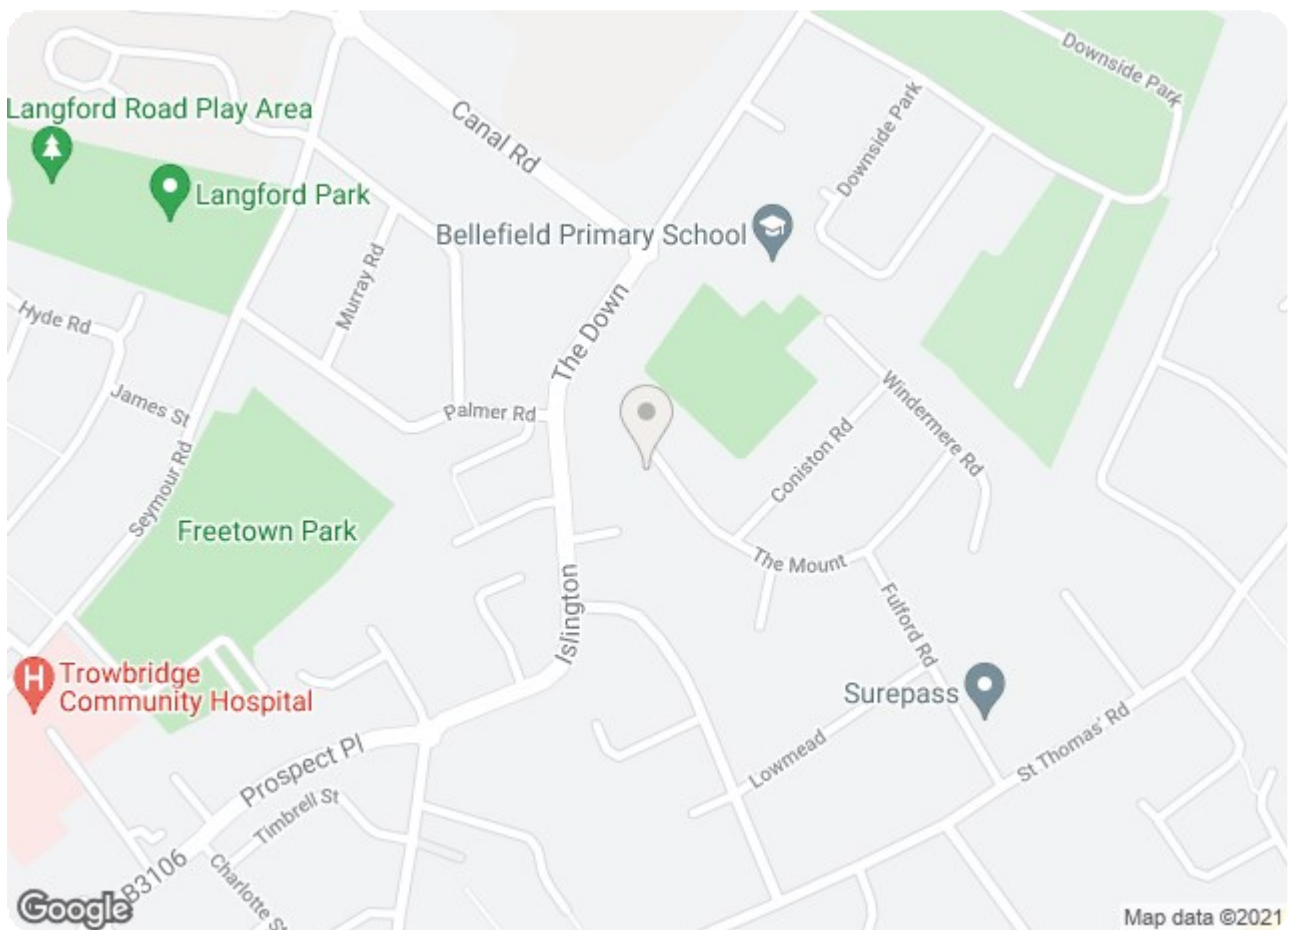 Downside Park
Langford Road Play Area
Canal Rd
Downside Park
Langford Park
Bellefield Primary School
Murray Rd
Hyde Rd
The Down
James St
Palmer Rd
Windermere Rd
Coniston Rd
Seymour Rd
Freetown Park
The Mount
Islington
Fulford Rd
Trowbridge
Community Hospital
Surepass
St Thomas' Rd
Prospect Pl
Lowmead
Timbrell St
B3106
Charlotte St
Google
Map data ©2021